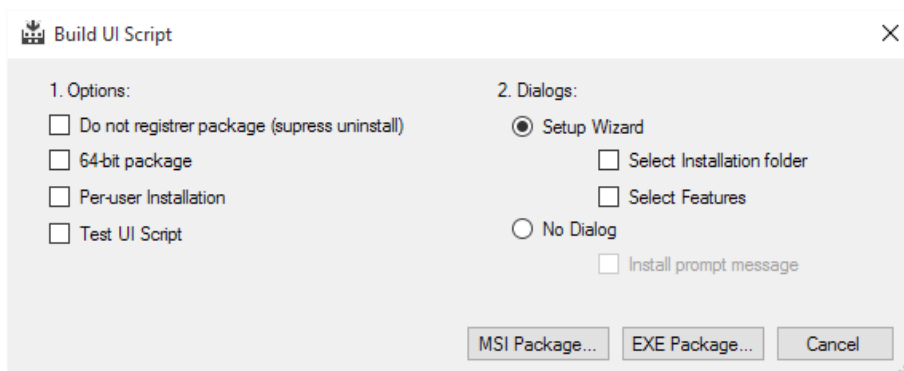 Build UI Script
1. Options:
Do not registrer package (supress uninstall)
64-bit package
Per-user Installation
Test UI Script
2. Dialogs:
Setup Wizard
Select Installation folder
Select Features
No Dialog
Install prompt message
MSI Package... EXE Package... Cancel